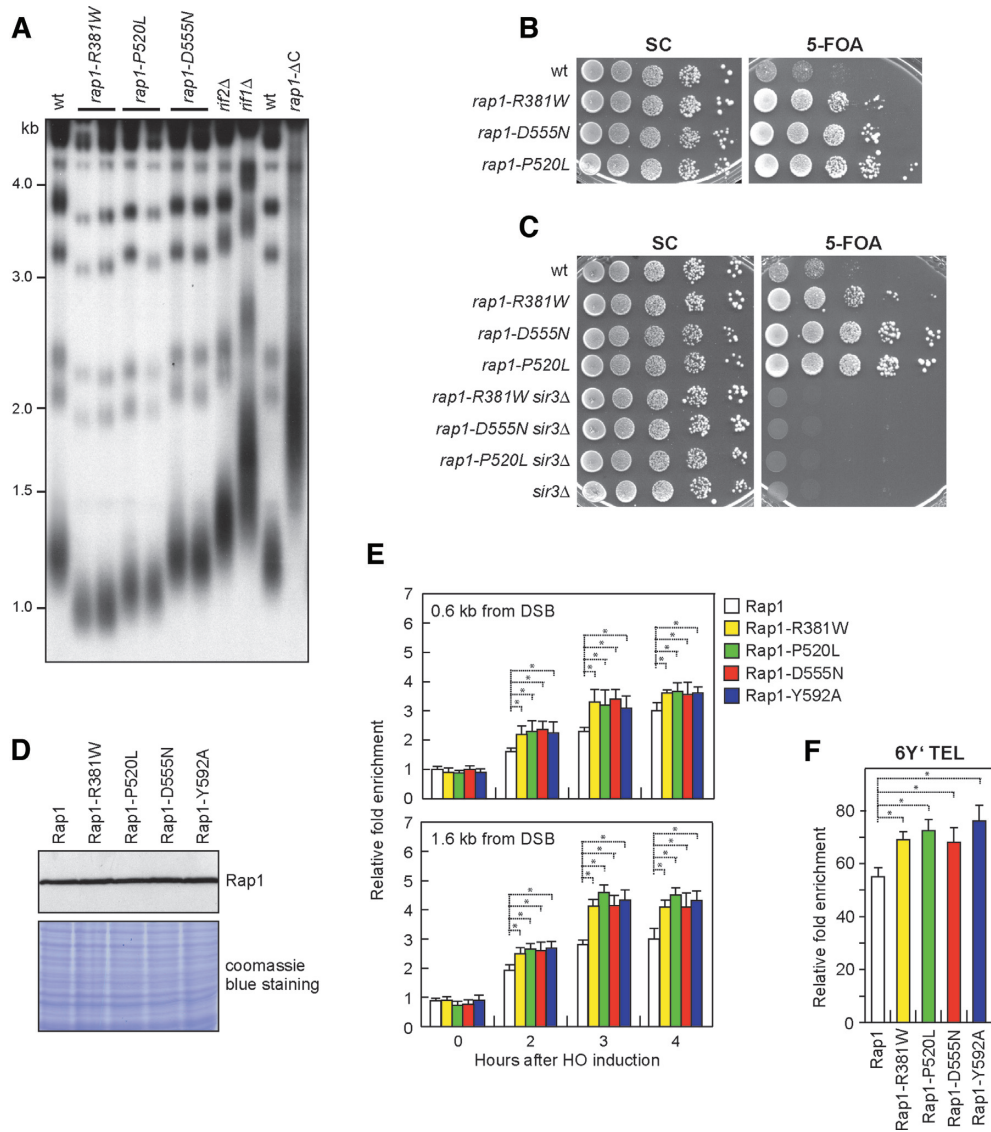 A
wt
rap1-R381W
rap1-P520L
rap1-D555N
rif2Δ
rif1Δ
wt
rap1-ΔC
kb
4.0
3.0
2.0
1.5
1.0
B
SC
5-FOA
wt
rap1-R381W
rap1-D555N
rap1-P520L
C
SC
5-FOA
wt
rap1-R381W
rap1-D555N
rap1-P520L
rap1-R381W sir3Δ
rap1-D555N sir3Δ
rap1-P520L sir3Δ
sir3Δ
D
Rap1
Rap1-R381W
Rap1-P520L
Rap1-D555N
Rap1-Y592A
Rap1
coomassie
blue staining
E
Relative fold enrichment
7
6
5
4
3
2
1
0
0.6 kb from DSB
* * * *
* * * *
* * * *
7
6
5
4
3
2
1
0
1.6 kb from DSB
* * * *
* * * *
* * * *
0 2 3 4
Hours after HO induction
Rap1
Rap1-R381W
Rap1-P520L
Rap1-D555N
Rap1-Y592A
F
6Y' TEL
Relative fold enrichment
80
60
40
20
0
* * * *
Rap1
Rap1-R381W
Rap1-P520L
Rap1-D555N
Rap1-Y592A